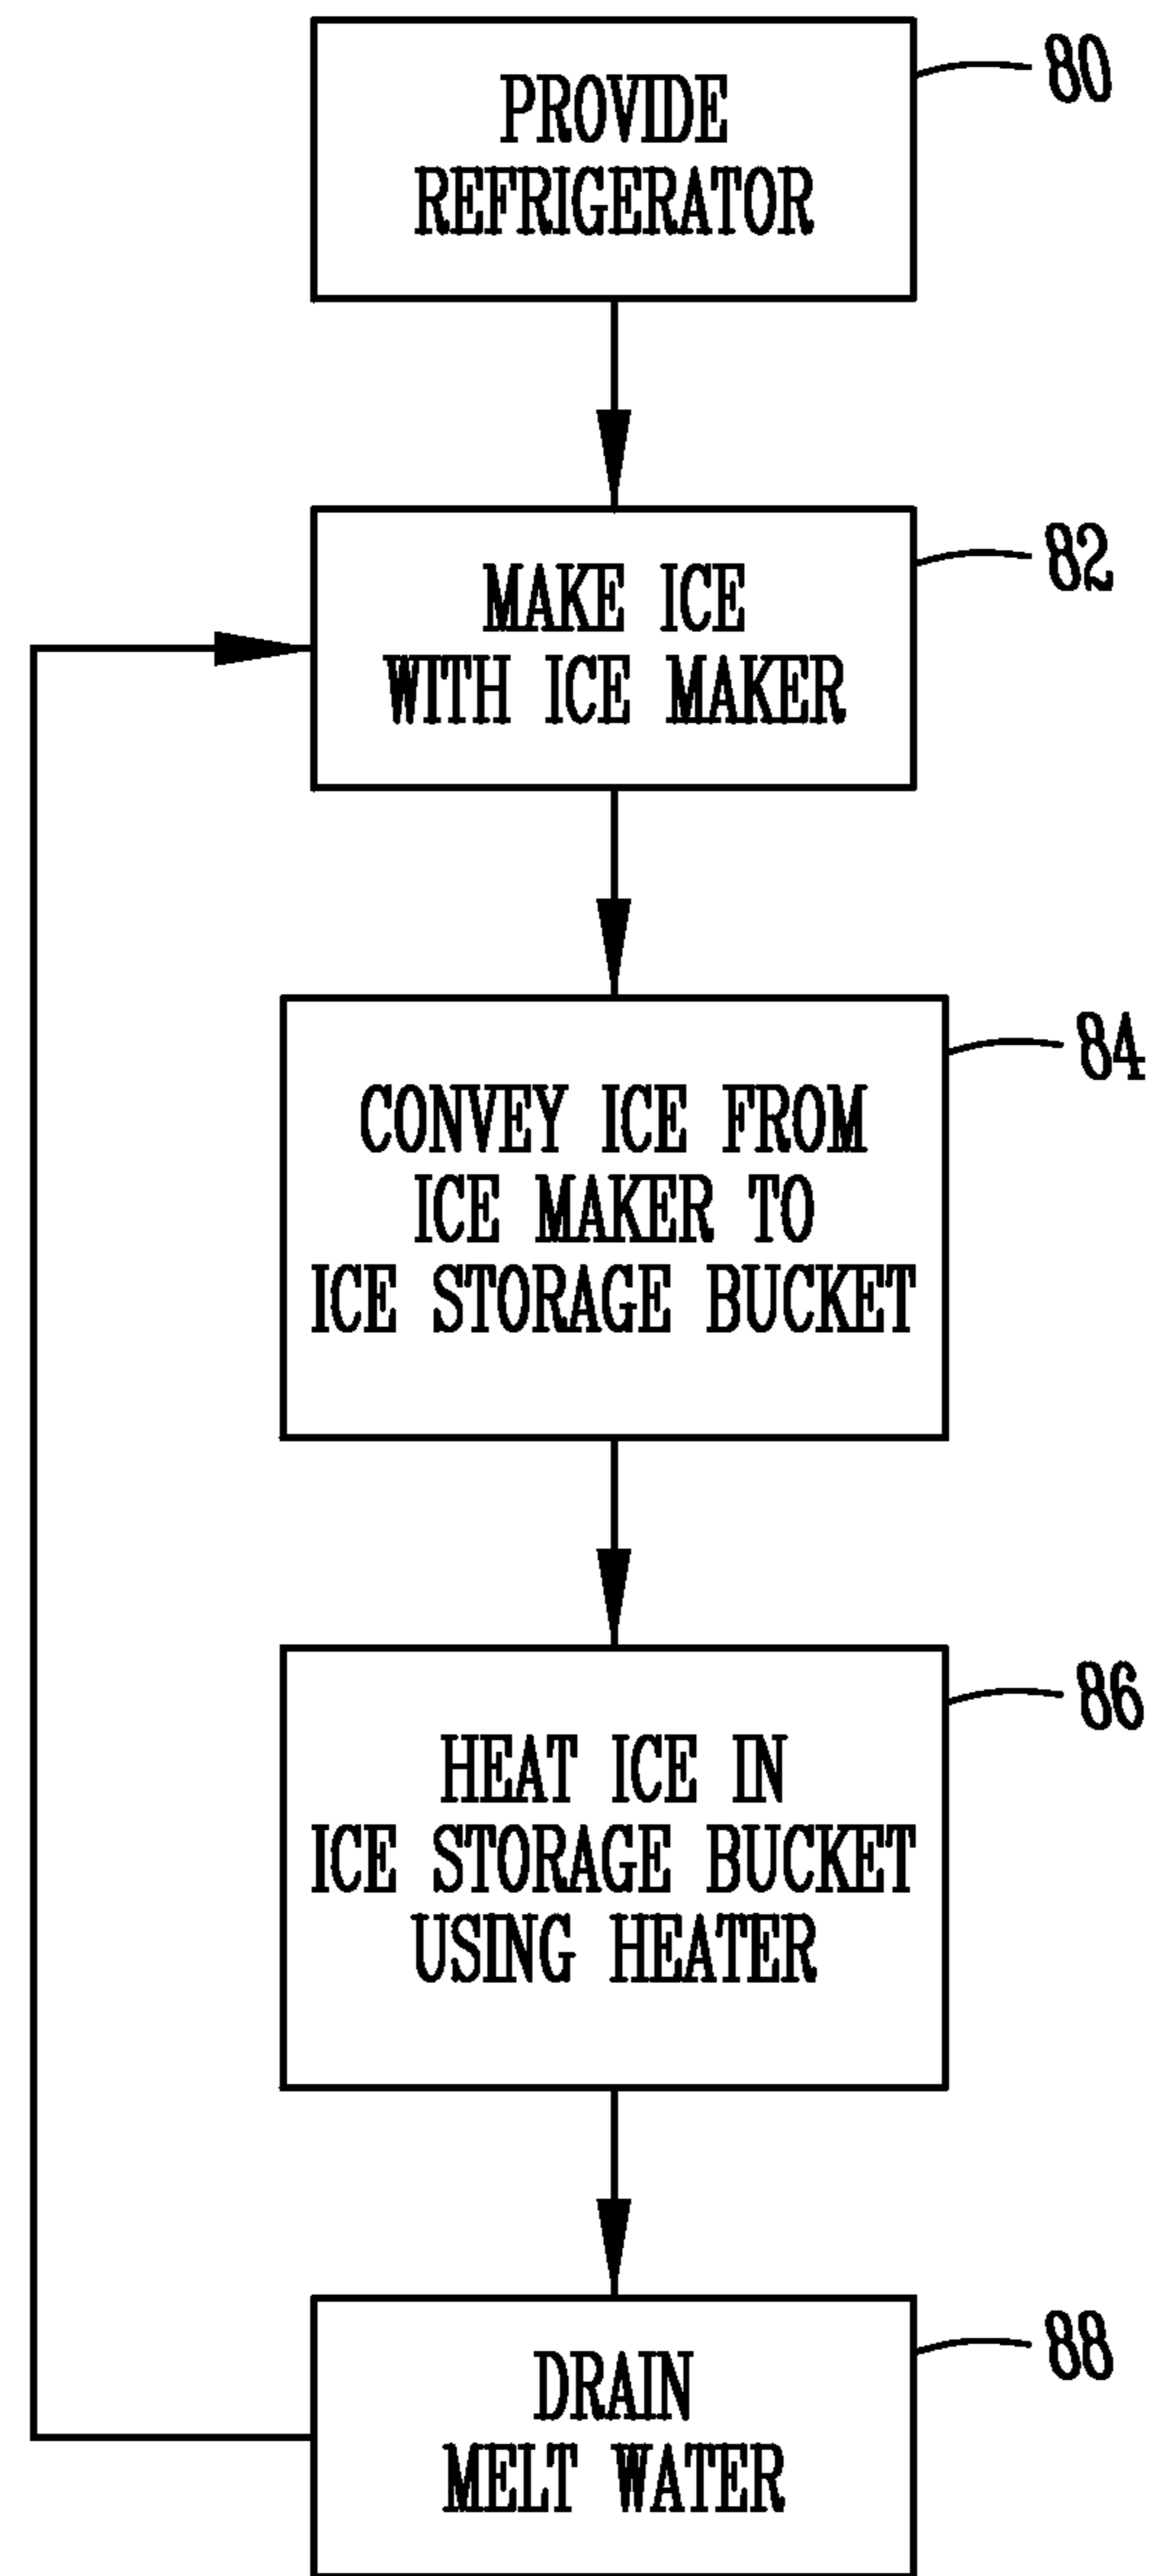 PROVIDE
REFRIGERATOR
80
MAKE ICE
WITH ICE MAKER
82
CONVEY ICE FROM
ICE MAKER TO
ICE STORAGE BUCKET
84
HEAT ICE IN
ICE STORAGE BUCKET
USING HEATER
86
DRAIN
MELT WATER
88